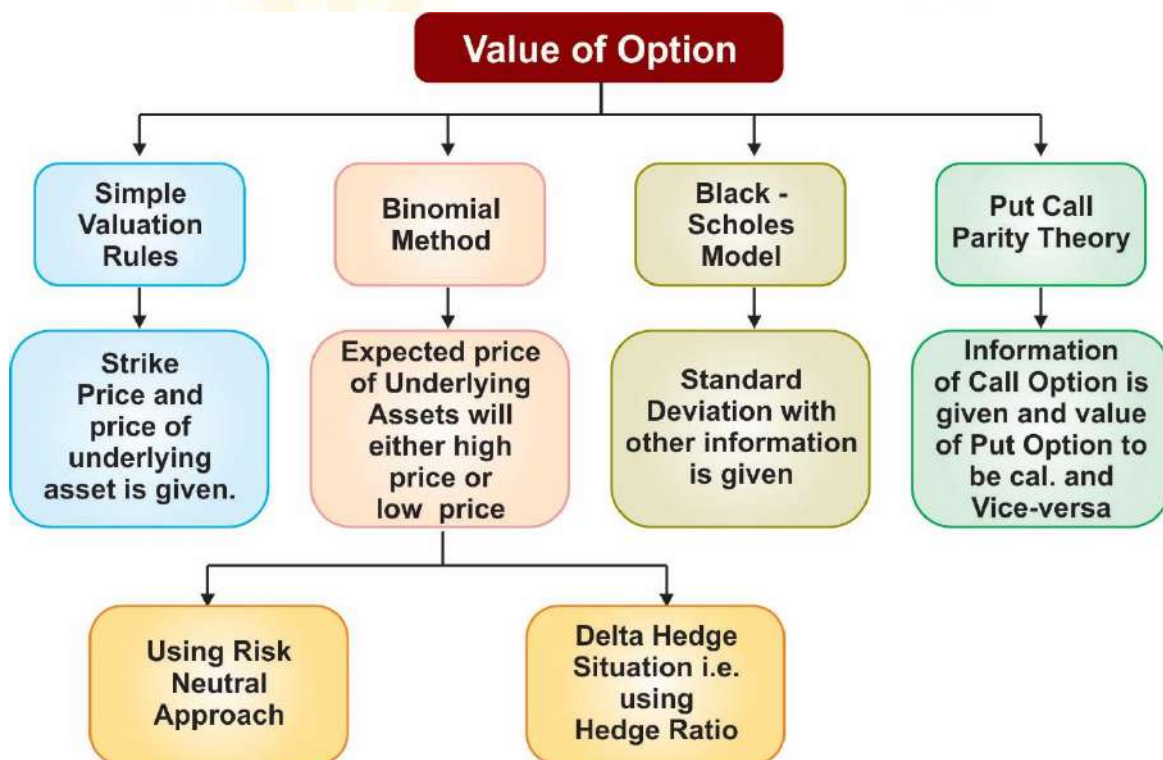 Value of Option
Simple
Valuation
Rules
Binomial
Method
Black -
Scholes
Model
Put Call
Parity Theory
Strike
Price and
price of
underlying
asset is given.
Expected price
of Underlying
Assets will
either high
price or
low price
Standard
Deviation with
other information
is given
Information
of Call Option is
given and value
of Put Option to
be cal. and
Vice-versa
Using Risk
Neutral
Approach
Delta Hedge
Situation i.e.
using
Hedge Ratio